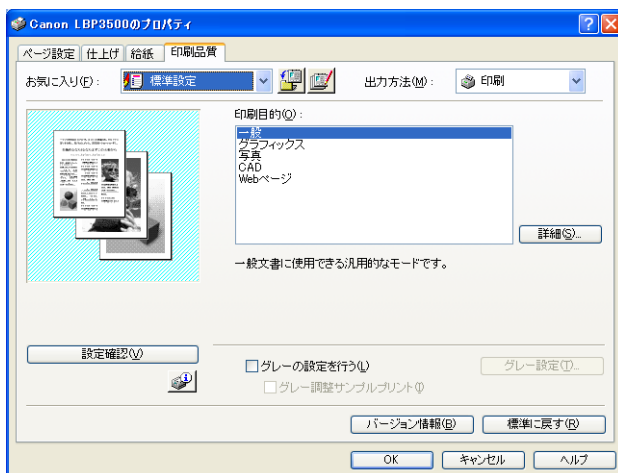 Canon LBP3500のプロパティ
ページ設定 仕上げ 給紙 印刷品質
お気に入り(F): 標準設定 出力方法(M): 印刷
印刷目的(O):
一般
グラフィックス
写真
CAD
Webページ
詳細(S)...
一般文書に使用できる汎用的なモードです。
設定確認(V)
グレーの設定を行う(L) グレー設定(T)...
グレー調整サンプルプリント(I)
バージョン情報(B) 標準に戻す(R)
OK キャンセル ヘルプ